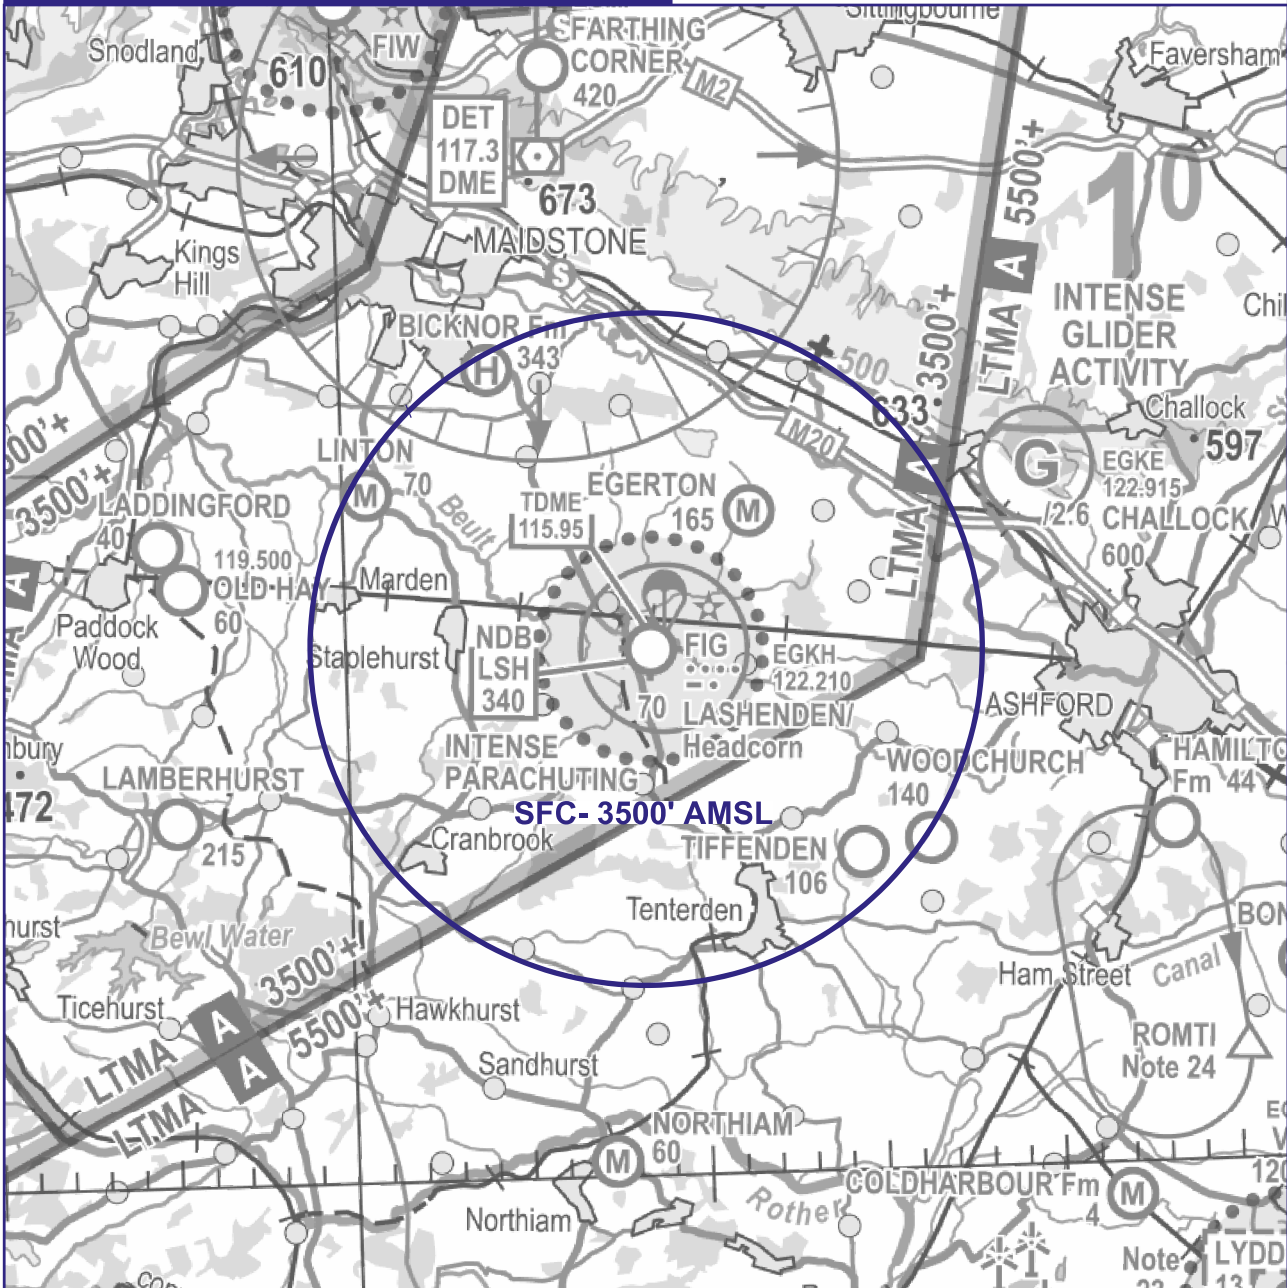 Snodland
610
FIW
FARTHING
CORNER
420
Sittingbourne
M2
Faversham
DET
117.3
DME
673
MAIDSTONE
S
Kings
Hill
5500'+
LTMA A
3500'+
10
INTENSE
GLIDER
ACTIVITY
BICKNOR Fm
343
H
500
633
M20
Challock
597
G
EGKE
122.915
/2.6
CHALLOCK
600
3500'+
LINTON
70
M
Beult
TDME
115.95
EGERTON
165
M
A
LTMA
LADDINGFORD
40
119.500
OLD HAY
60
A
Marden
Paddock
Wood
Staplehurst
NDB
LSH
340
FIG
EGKH
122.210
70
LASHENDEN/
Headcorn
ASHFORD
INTENSE
PARACHUTING
SFC- 3500' AMSL
WOODCHURCH
140
Fm 44
LAMBERHURST
215
472
Cranbrook
TIFFENDEN
106
Tenterden
Bewl Water
3500'+
5500'+
Ticehurst
A
A
LTMA
LTMA
Hawkhurst
Sandhurst
Ham Street
Canal
ROMTI
Note 24
NORTHIAM
60
M
Northiam
Rother
COLDHARBOUR Fm
4
M
Note
LYDD